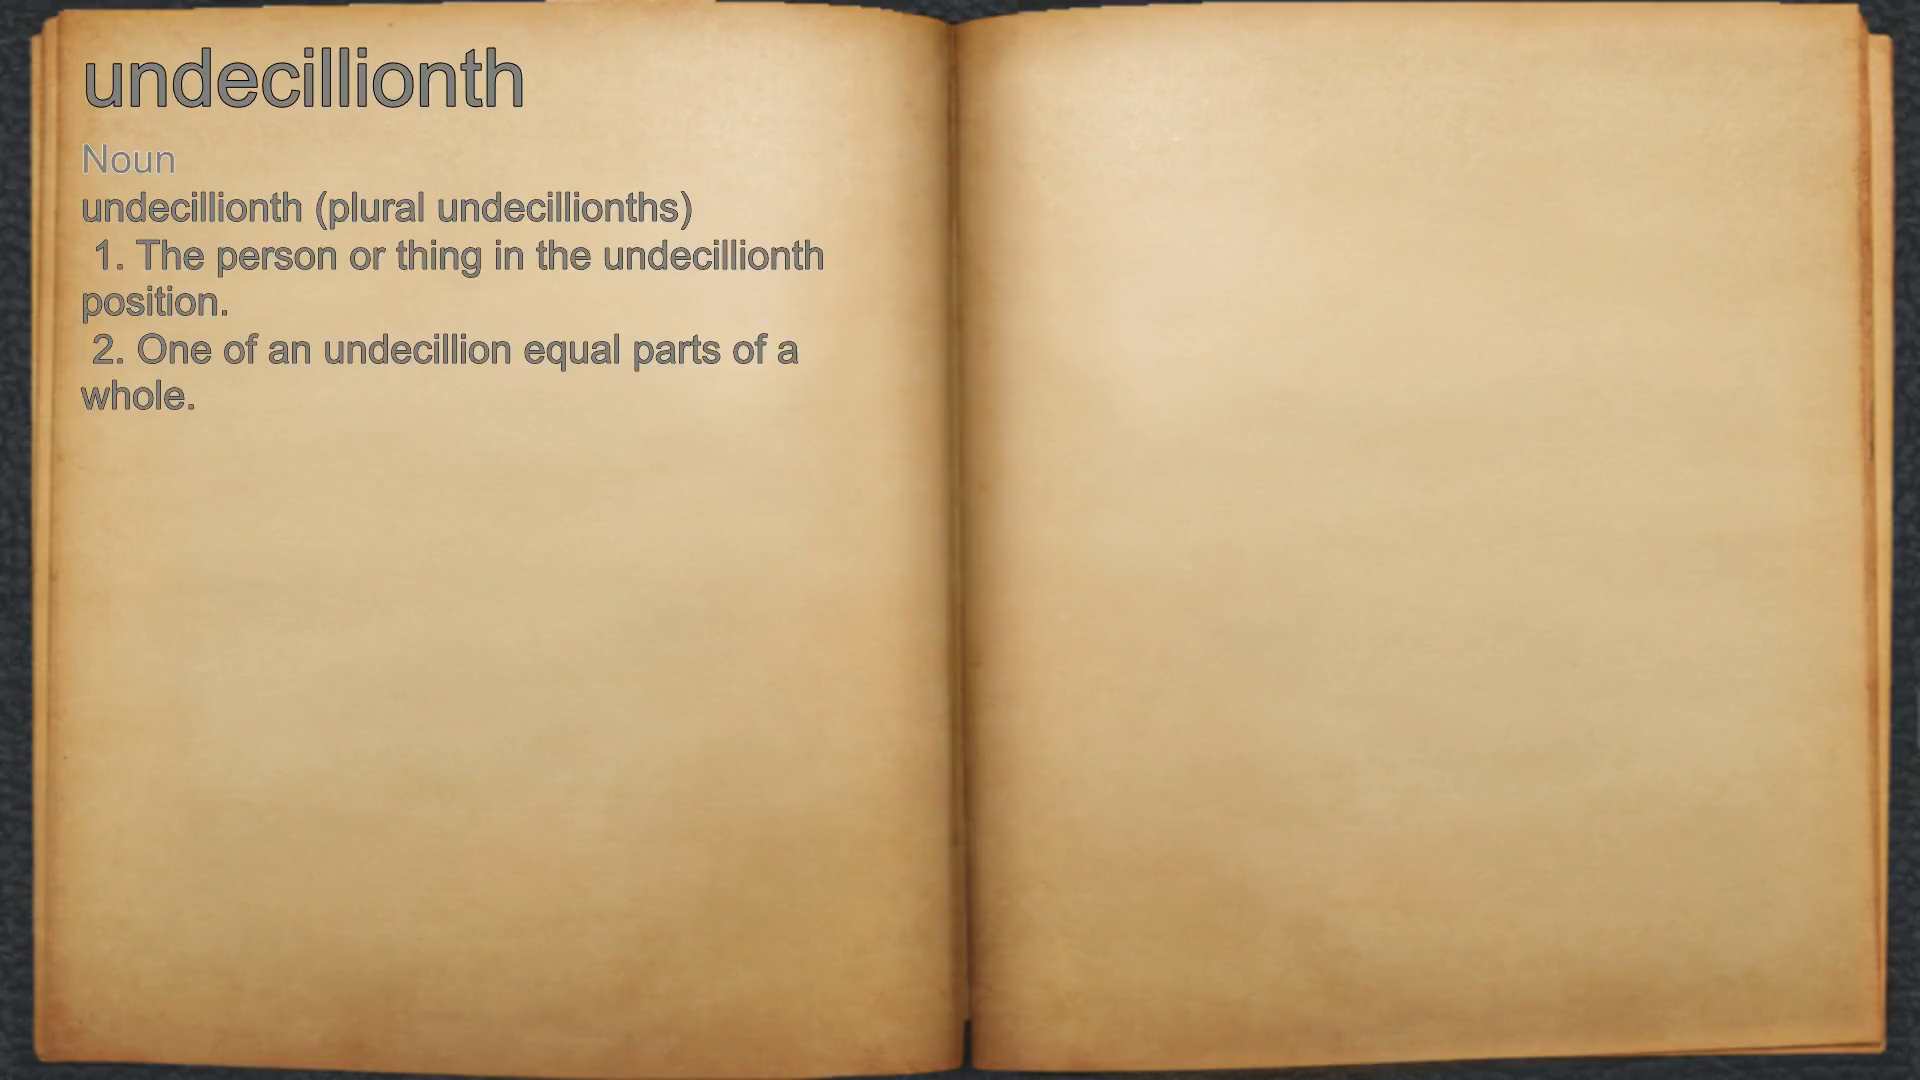 undecillionth
Noun
undecillionth (plural undecillionths)
1. The person or thing in the undecillionth
position.
2. One of an undecillion equal parts of a
whole.